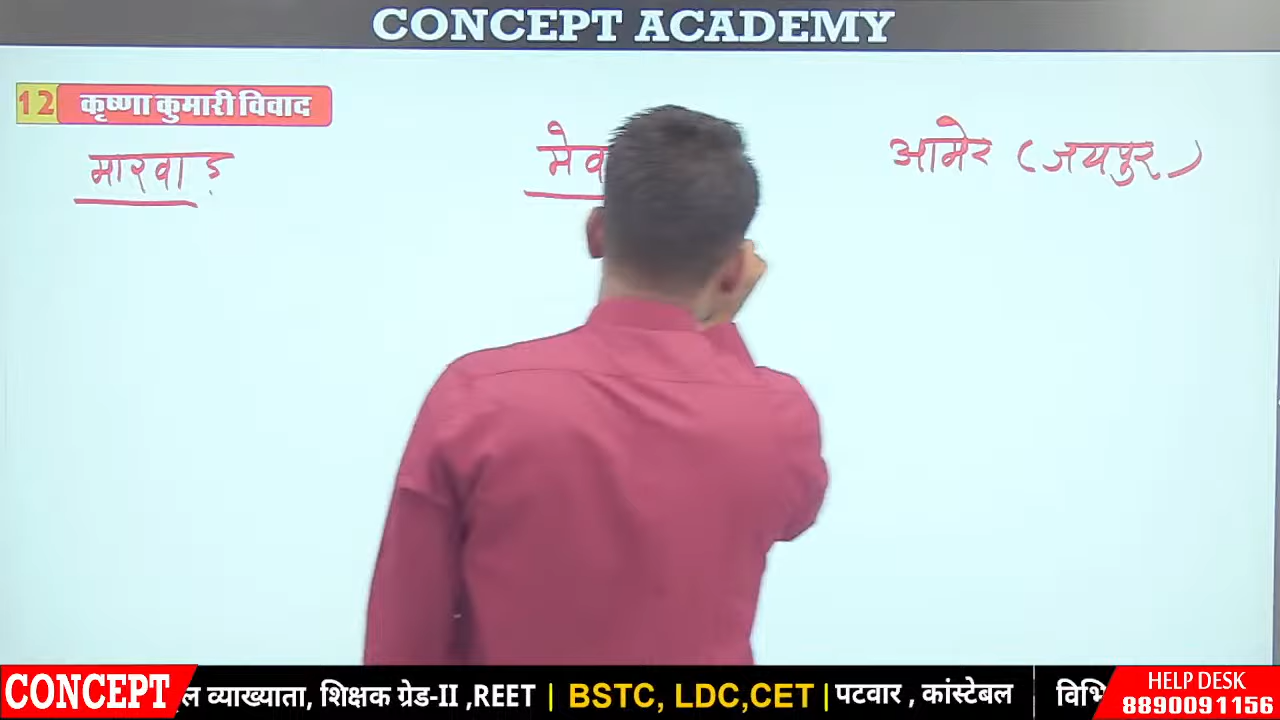 CONCEPT ACADEMY
12 कृष्णा कुमारी विवाद
मारवाड़ मेव आमेर (जयपुर)
CONCEPT ल व्याख्याता, शिक्षक ग्रेड-II ,REET | BSTC, LDC,CET | पटवार , कांस्टेबल विभि HELP DESK
8890091156